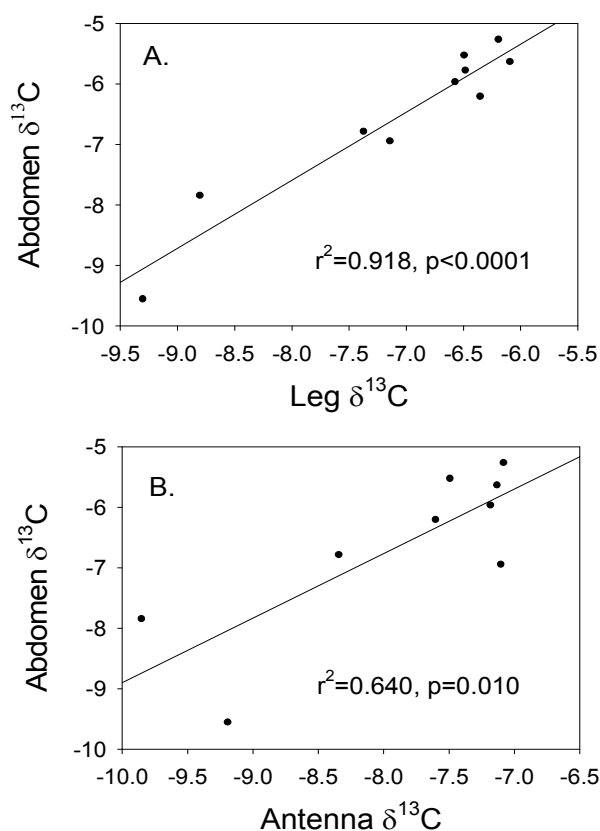 A.
Abdomen δ¹³C
-5
-6
-7
-8
-9
-10
r²=0.918, p<0.0001
-9.5 -9.0 -8.5 -8.0 -7.5 -7.0 -6.5 -6.0 -5.5
Leg δ¹³C
B.
Abdomen δ¹³C
-5
-6
-7
-8
-9
-10
r²=0.640, p=0.010
-10.0 -9.5 -9.0 -8.5 -8.0 -7.5 -7.0 -6.5
Antenna δ¹³C